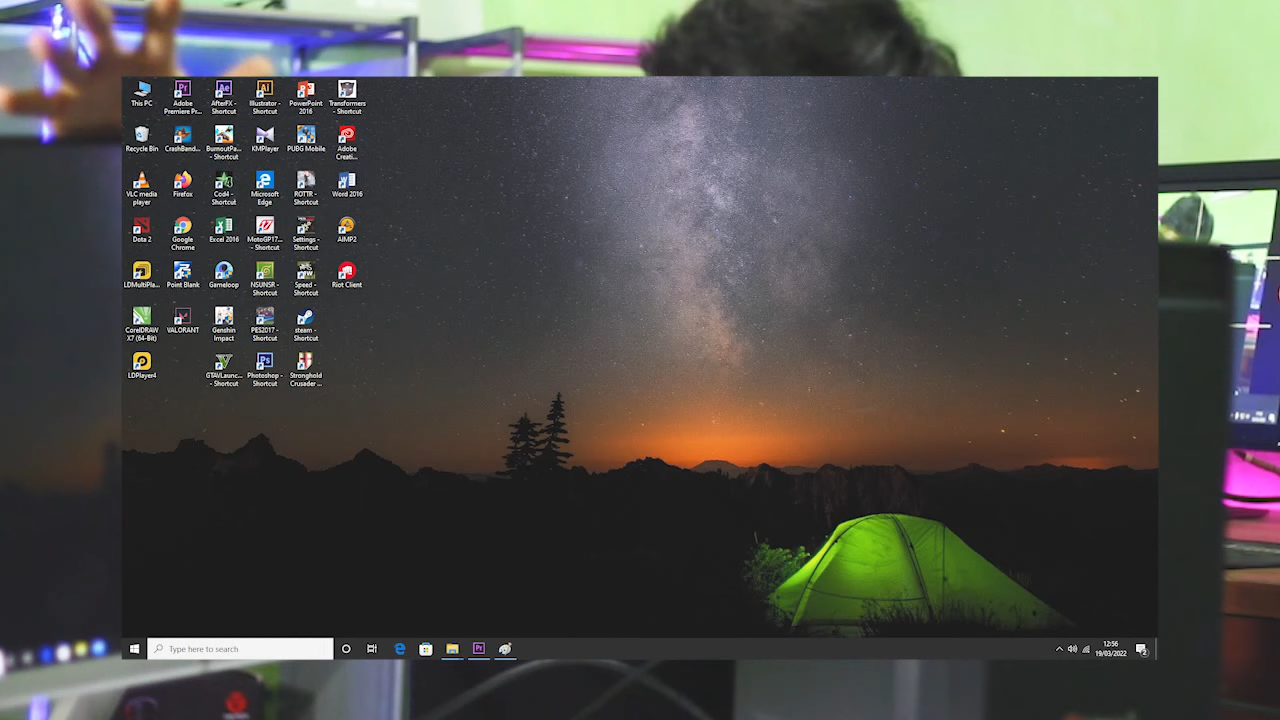 This PC
Adobe
Premiere Pr...
AfterFX -
Shortcut
Illustrator -
Shortcut
PowerPoint
2016
Transformers
- Shortcut
Recycle Bin
CrashBand...
BurnoutPa...
- Shortcut
KMPlayer
PUBG Mobile
Adobe
Creati...
VLC media
player
Firefox
Cod4 -
Shortcut
Microsoft
Edge
ROTTR -
Shortcut
Word 2016
Dota 2
Google
Chrome
Excel 2016
MotoGP17...
- Shortcut
Settings -
Shortcut
AIMP2
LDMultiPla...
Point Blank
Gameloop
NSUNSR -
Shortcut
Speed -
Shortcut
Riot Client
CorelDRAW
X7 (64-Bit)
VALORANT
Genshin
Impact
PES2017 -
Shortcut
steam -
Shortcut
LDPlayer4
GTAVLaunc...
- Shortcut
Photoshop -
Shortcut
Stronghold
Crusader ...
Type here to search
12:56
19/03/2022